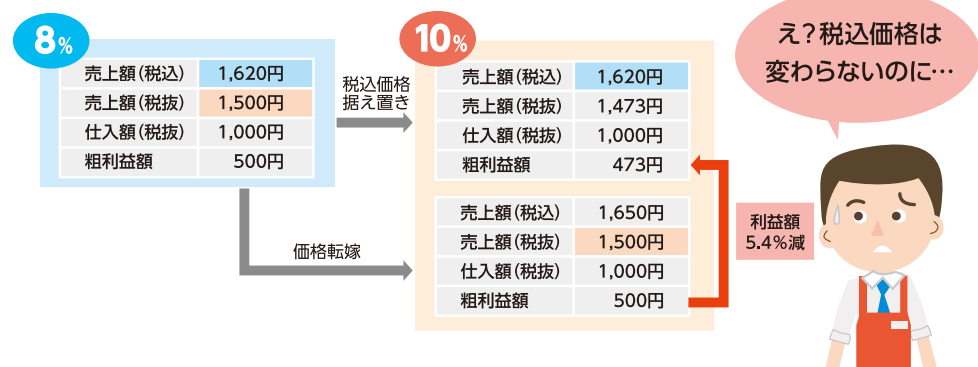 8%
売上額(税込) 1,620円
売上額(税抜) 1,500円
仕入額(税抜) 1,000円
粗利益額 500円
税込価格
据え置き
価格転嫁
10%
売上額(税込) 1,620円
売上額(税抜) 1,473円
仕入額(税抜) 1,000円
粗利益額 473円
売上額(税込) 1,650円
売上額(税抜) 1,500円
仕入額(税抜) 1,000円
粗利益額 500円
利益額
5.4%減
え?税込価格は
変わらないのに…